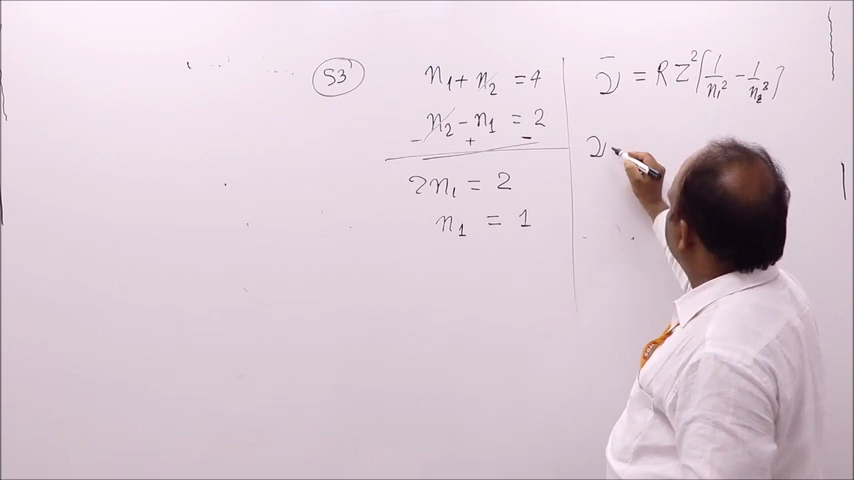 53
n₁ + n₂ = 4
n₂ - n₁ = 2
- + -
2n₁ = 2
n₁ = 1
ν̄ = RZ² [1/n₁² - 1/n₂²]
ν